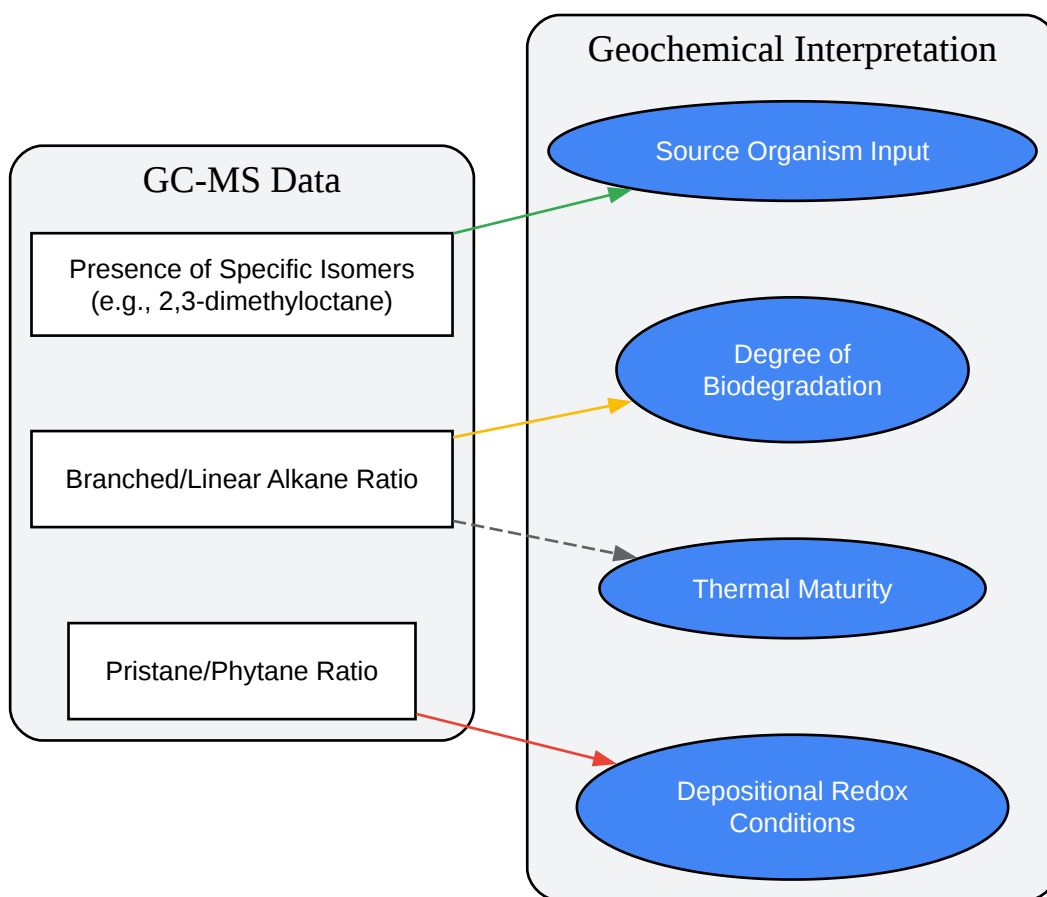 GC-MS Data
Presence of Specific Isomers
(e.g., 2,3-dimethyloctane)
Branched/Linear Alkane Ratio
Pristane/Phytane Ratio
Geochemical Interpretation
Source Organism Input
Degree of
Biodegradation
Thermal Maturity
Depositional Redox
Conditions